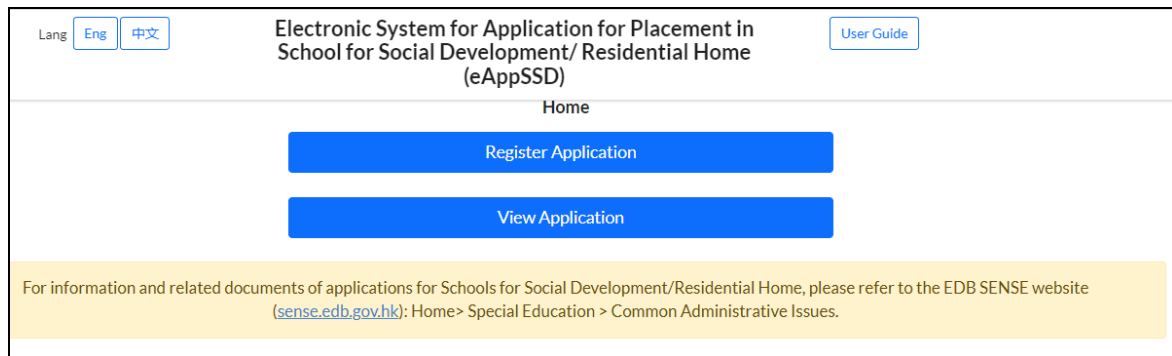 Lang Eng 中文
Electronic System for Application for Placement in
School for Social Development/ Residential Home
(eAppSSD)
User Guide
Home
Register Application
View Application
For information and related documents of applications for Schools for Social Development/Residential Home, please refer to the EDB SENSE website
(sense.edb.gov.hk): Home> Special Education > Common Administrative Issues.